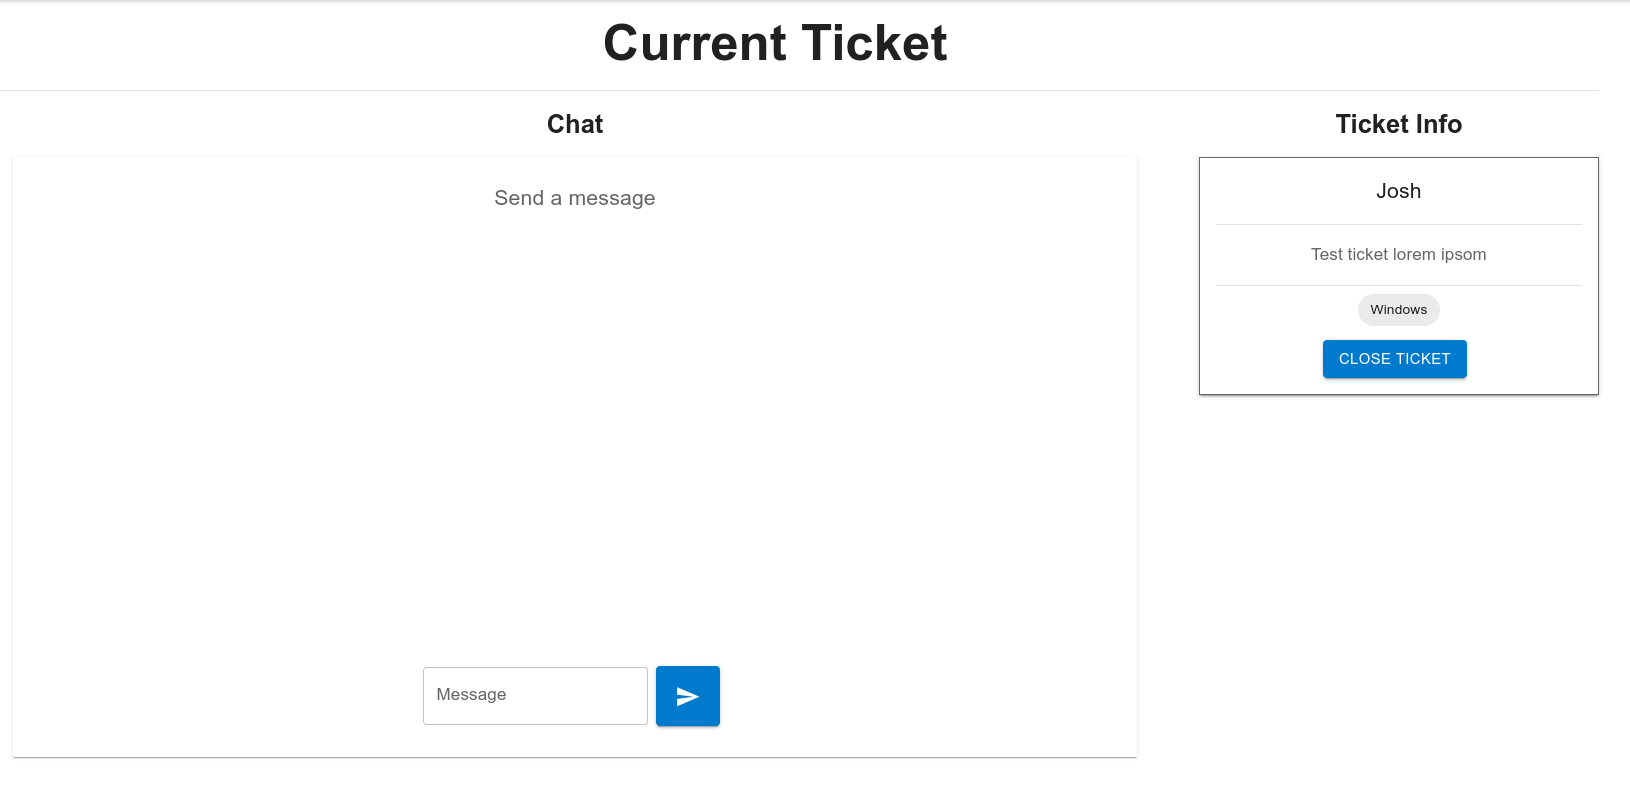 Current Ticket
Chat
Send a message
Message
Ticket Info
Josh
Test ticket lorem ipsom
Windows
CLOSE TICKET